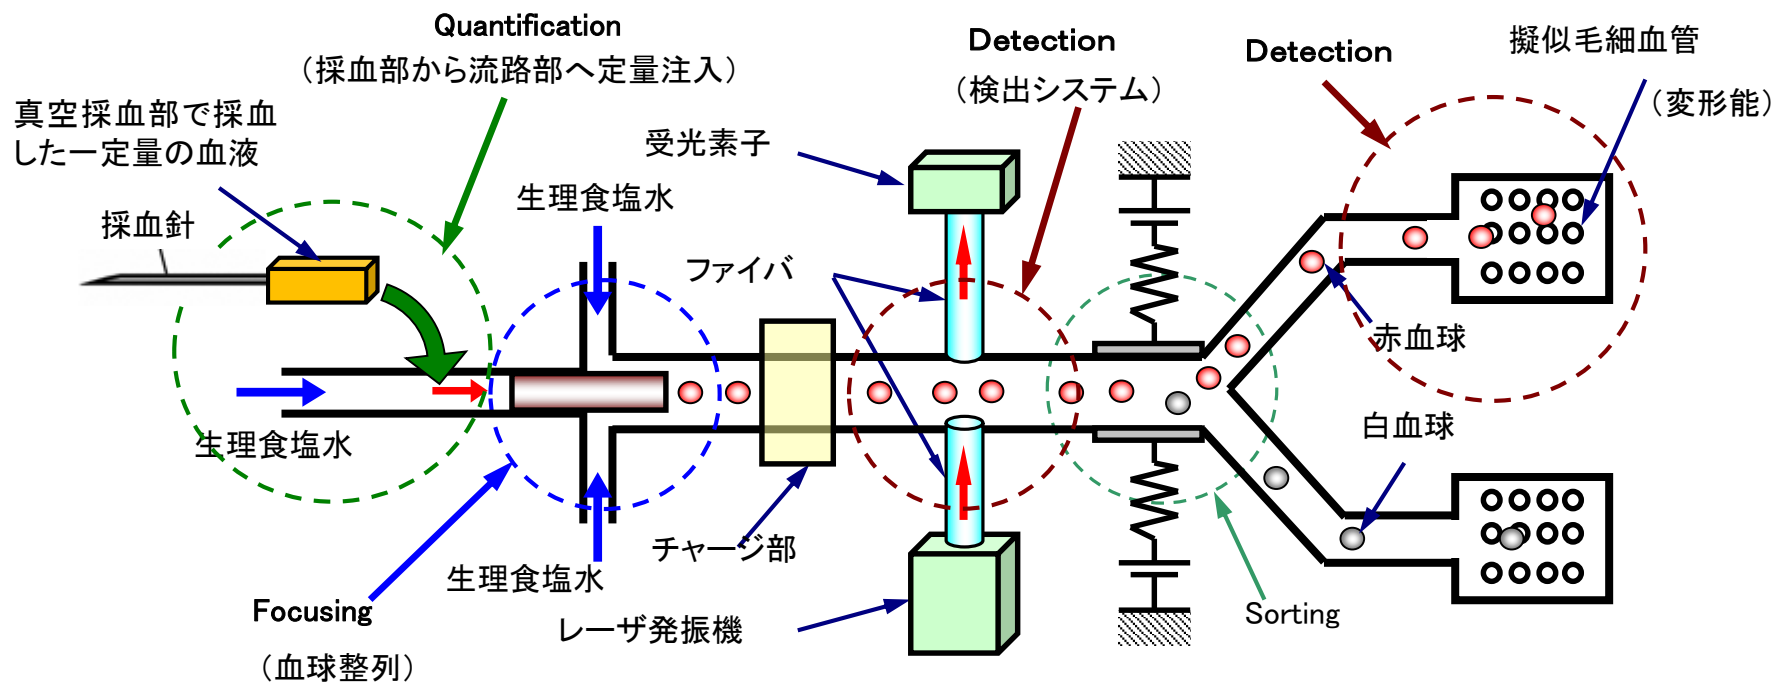 Quantification
（採血部から流路部へ定量注入）
真空採血部で採血
した一定量の血液
採血針
生理食塩水
生理食塩水
Focusing
（血球整列）
生理食塩水
チャージ部
ファイバ
受光素子
レーザ発振機
Detection
（検出システム）
Sorting
Detection
擬似毛細血管
（変形能）
赤血球
白血球